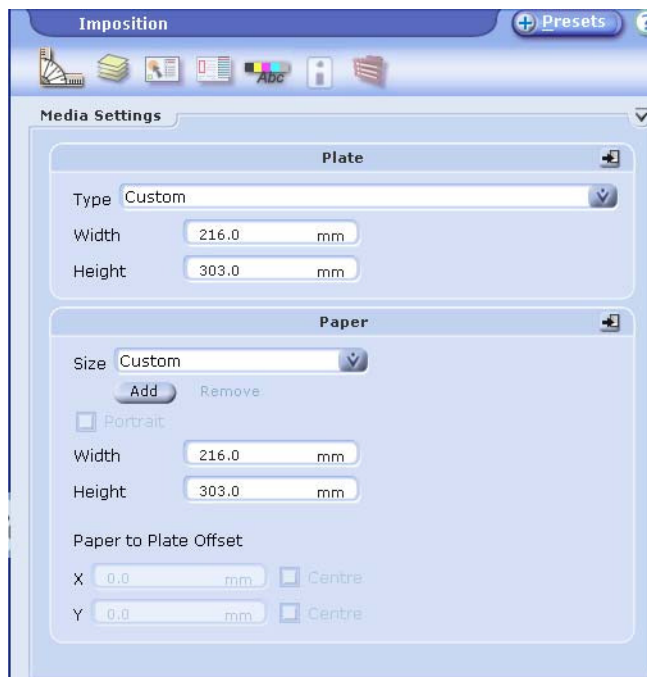 Imposition
Presets
?
Abc
Media Settings
Plate
Type Custom
Width 216.0 mm
Height 303.0 mm
Paper
Size Custom
Add Remove
Portrait
Width 216.0 mm
Height 303.0 mm
Paper to Plate Offset
X 0.0 mm Centre
Y 0.0 mm Centre